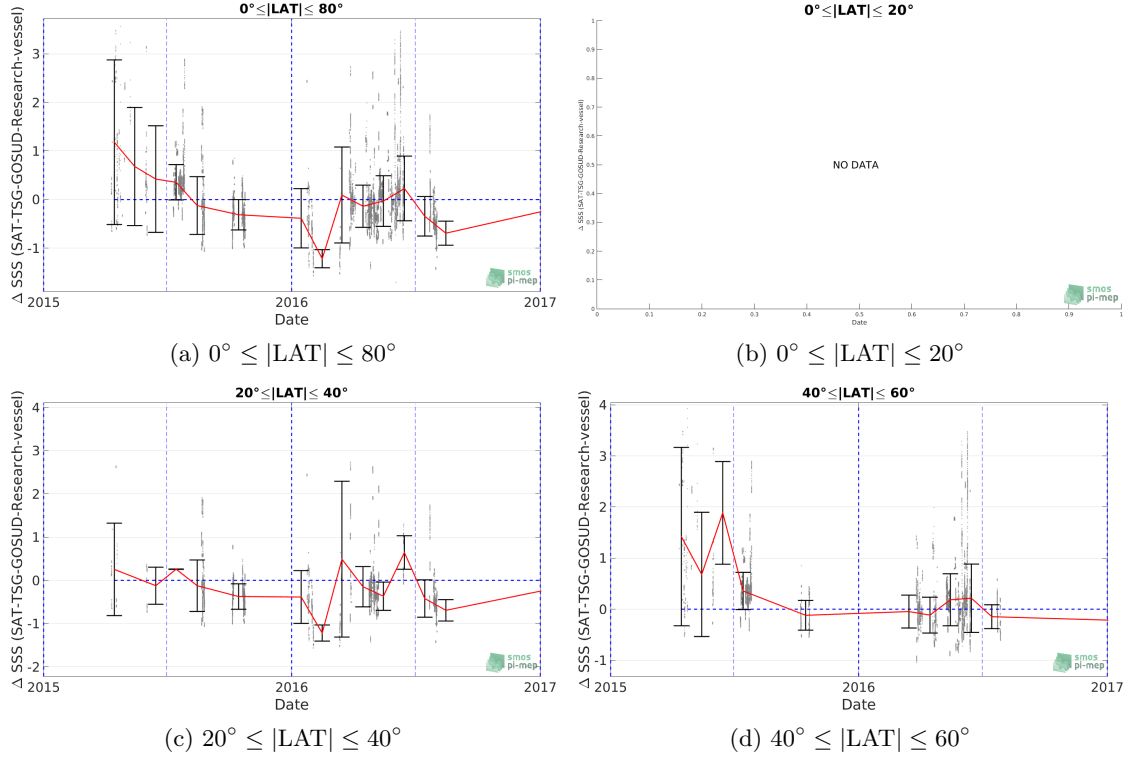 0°≤|LAT|≤ 80°
Δ SSS (SAT-TSG-GOSUD-Research-vessel)
3
2
1
0
-1
2015
2016
2017
Date
smos
pi-mep
(a) 0° ≤ |LAT| ≤ 80°
0°≤|LAT|≤ 20°
Δ SSS (SAT-TSG-GOSUD-Research-vessel)
1
0.9
0.8
0.7
0.6
0.5
0.4
0.3
0.2
0.1
0
NO DATA
0
0.1
0.2
0.3
0.4
0.5
0.6
0.7
0.8
0.9
1
Date
smos
pi-mep
(b) 0° ≤ |LAT| ≤ 20°
20°≤|LAT|≤ 40°
Δ SSS (SAT-TSG-GOSUD-Research-vessel)
4
3
2
1
0
-1
-2
2015
2016
2017
Date
smos
pi-mep
(c) 20° ≤ |LAT| ≤ 40°
40°≤|LAT|≤ 60°
Δ SSS (SAT-TSG-GOSUD-Research-vessel)
4
3
2
1
0
-1
2015
2016
2017
Date
smos
pi-mep
(d) 40° ≤ |LAT| ≤ 60°